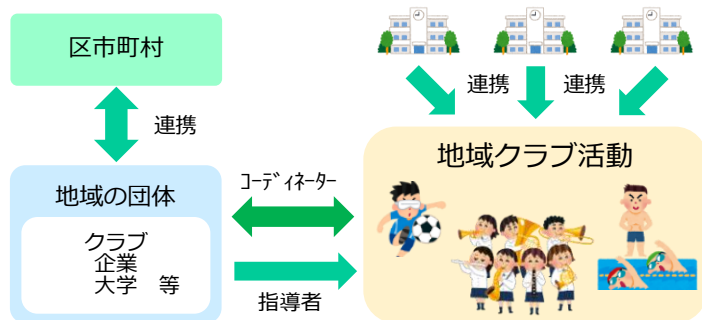 区市町村
連携
地域の団体
クラブ
企業
大学　等
コーディネーター
指導者
連携
連携
地域クラブ活動